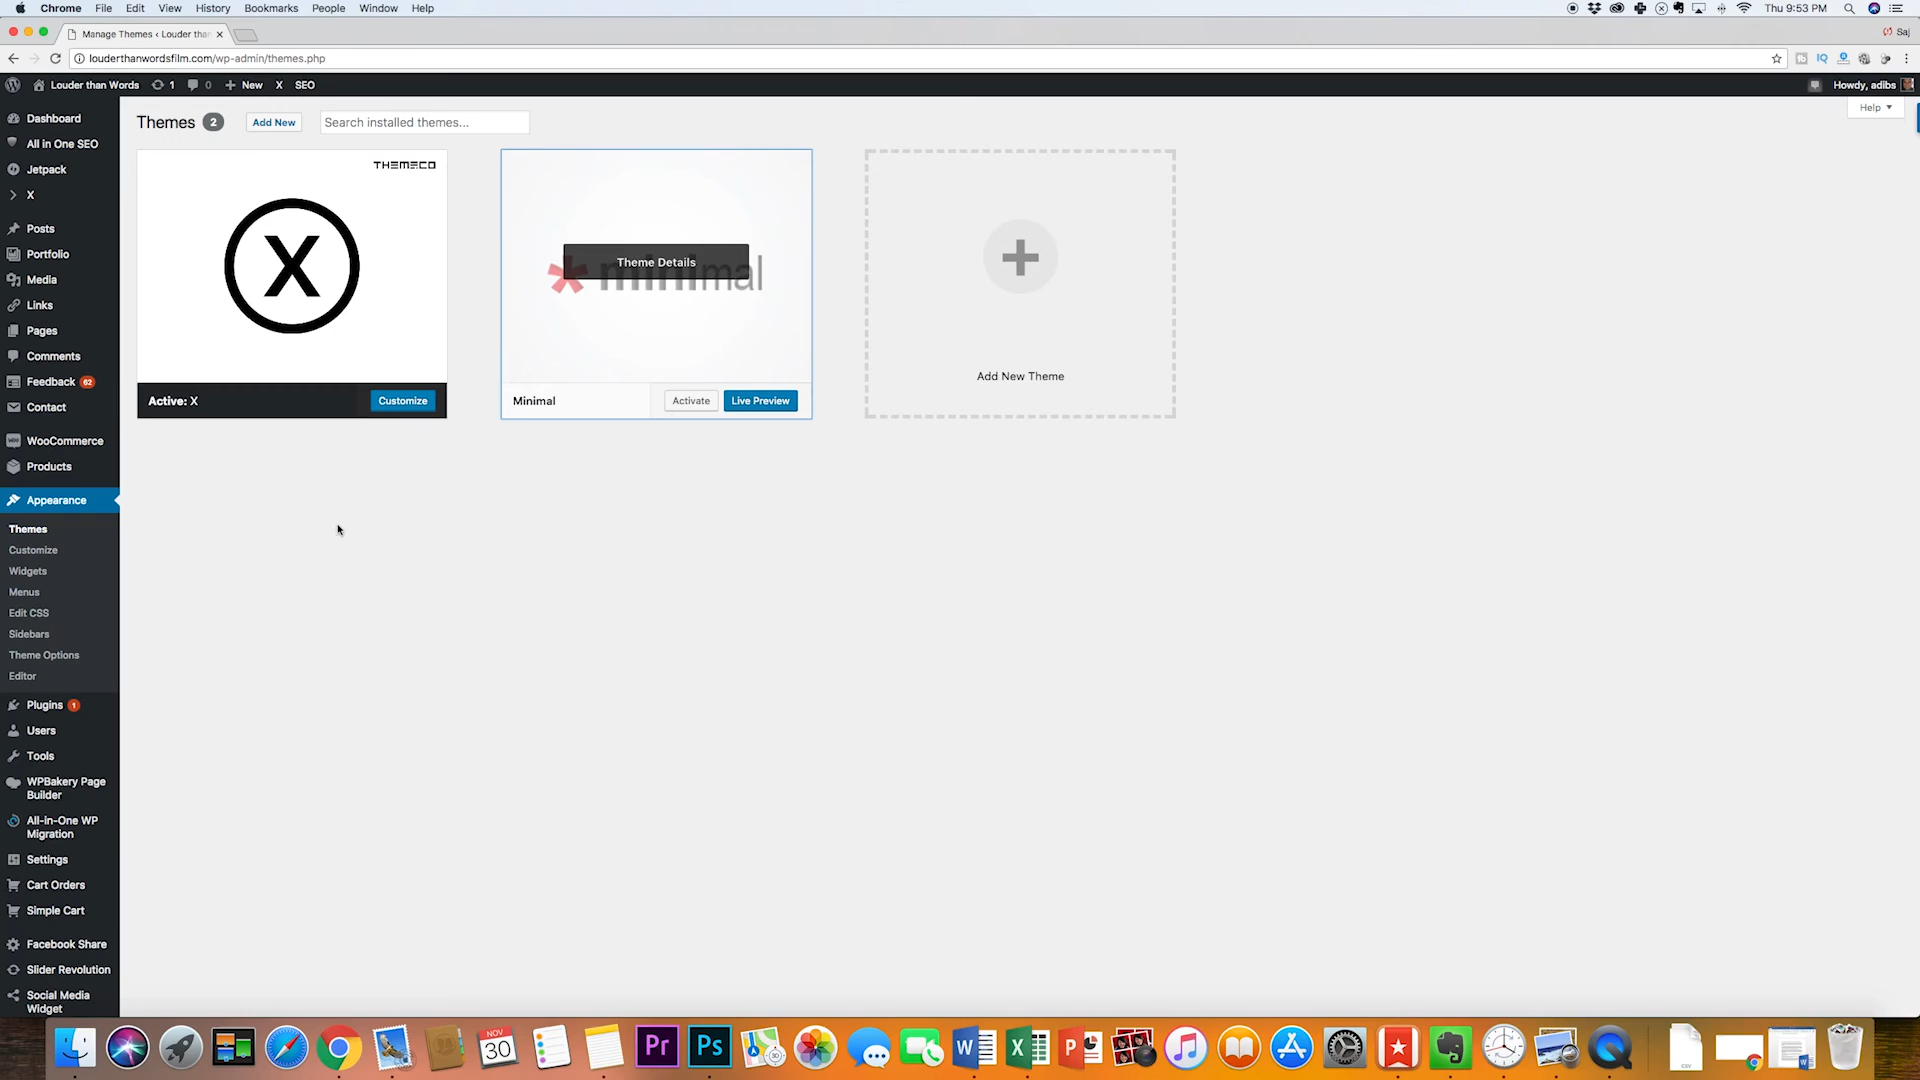 Chrome File Edit View History Bookmarks People Window Help
Thu 9:53 PM
Manage Themes ‹ Louder than
Saj
louderthanwordsfilm.com/wp-admin/themes.php
Louder than Words 1 0 New X SEO
Howdy, adibs
Help
Dashboard
All in One SEO
Jetpack
X
Posts
Portfolio
Media
Links
Pages
Comments
Feedback 62
Contact
WooCommerce
Products
Appearance
Themes
Customize
Widgets
Menus
Edit CSS
Sidebars
Theme Options
Editor
Plugins 1
Users
Tools
WPBakery Page
Builder
All-in-One WP
Migration
Settings
Cart Orders
Simple Cart
Facebook Share
Slider Revolution
Social Media
Widget
Themes 2 Add New Search installed themes...
THEMECO
X
Active: X Customize
Theme Details
minimal
Minimal Activate Live Preview
Add New Theme
NOV
30
Pr
Ps
W
X
P